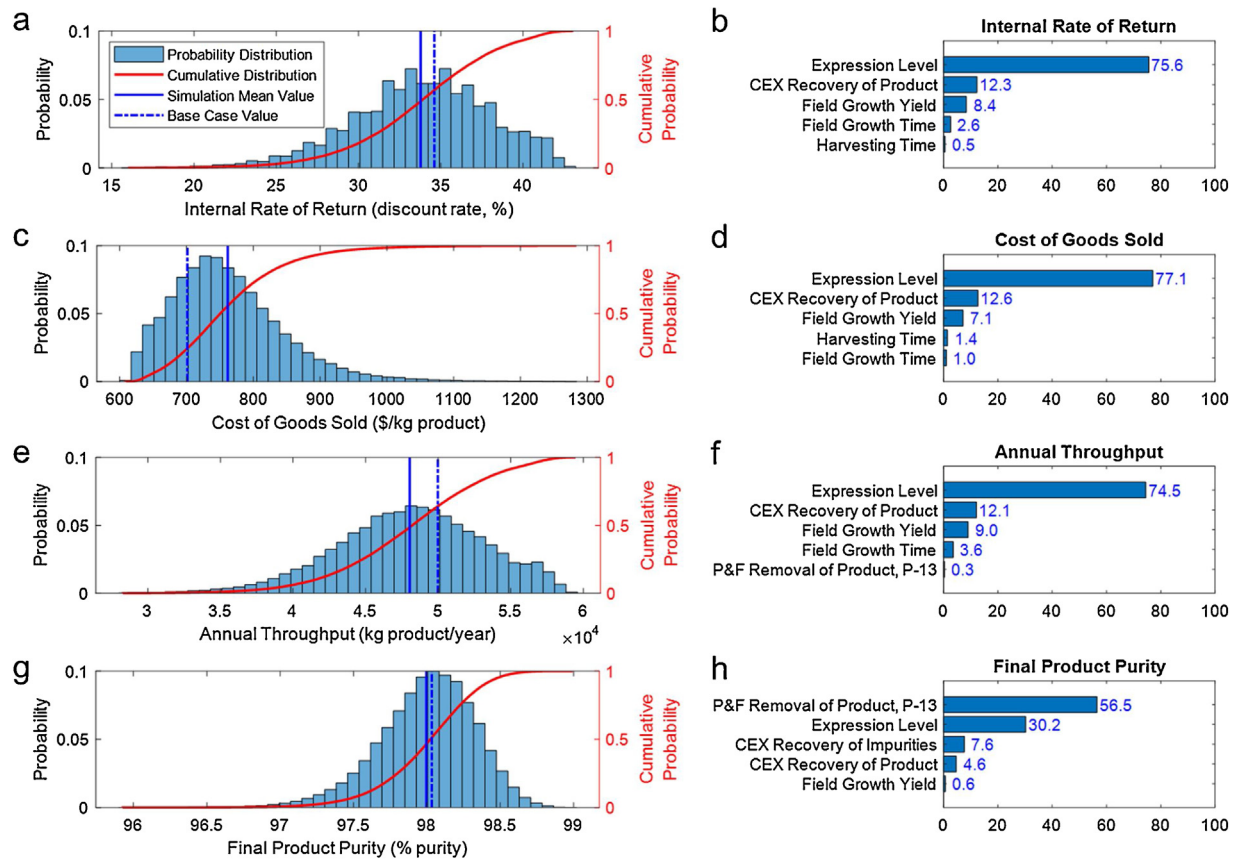 a
0.1
0.05
0
Probability
Probability Distribution
Cumulative Distribution
Simulation Mean Value
Base Case Value
1
0.5
0
Cumulative
Probability
15 20 25 30 35 40
Internal Rate of Return (discount rate, %)
b
Internal Rate of Return
Expression Level 75.6
CEX Recovery of Product 12.3
Field Growth Yield 8.4
Field Growth Time 2.6
Harvesting Time 0.5
0 20 40 60 80 100
c
0.1
0.05
0
Probability
1
0.5
0
Cumulative
Probability
600 700 800 900 1000 1100 1200 1300
Cost of Goods Sold ($/kg product)
d
Cost of Goods Sold
Expression Level 77.1
CEX Recovery of Product 12.6
Field Growth Yield 7.1
Harvesting Time 1.4
Field Growth Time 1.0
0 20 40 60 80 100
e
0.1
0.05
0
Probability
1
0.5
0
Cumulative
Probability
3 3.5 4 4.5 5 5.5 6
Annual Throughput (kg product/year) ×10⁴
f
Annual Throughput
Expression Level 74.5
CEX Recovery of Product 12.1
Field Growth Yield 9.0
Field Growth Time 3.6
P&F Removal of Product, P-13 0.3
0 20 40 60 80 100
g
0.1
0.05
0
Probability
1
0.5
0
Cumulative
Probability
96 96.5 97 97.5 98 98.5 99
Final Product Purity (% purity)
h
Final Product Purity
P&F Removal of Product, P-13 56.5
Expression Level 30.2
CEX Recovery of Impurities 7.6
CEX Recovery of Product 4.6
Field Growth Yield 0.6
0 20 40 60 80 100